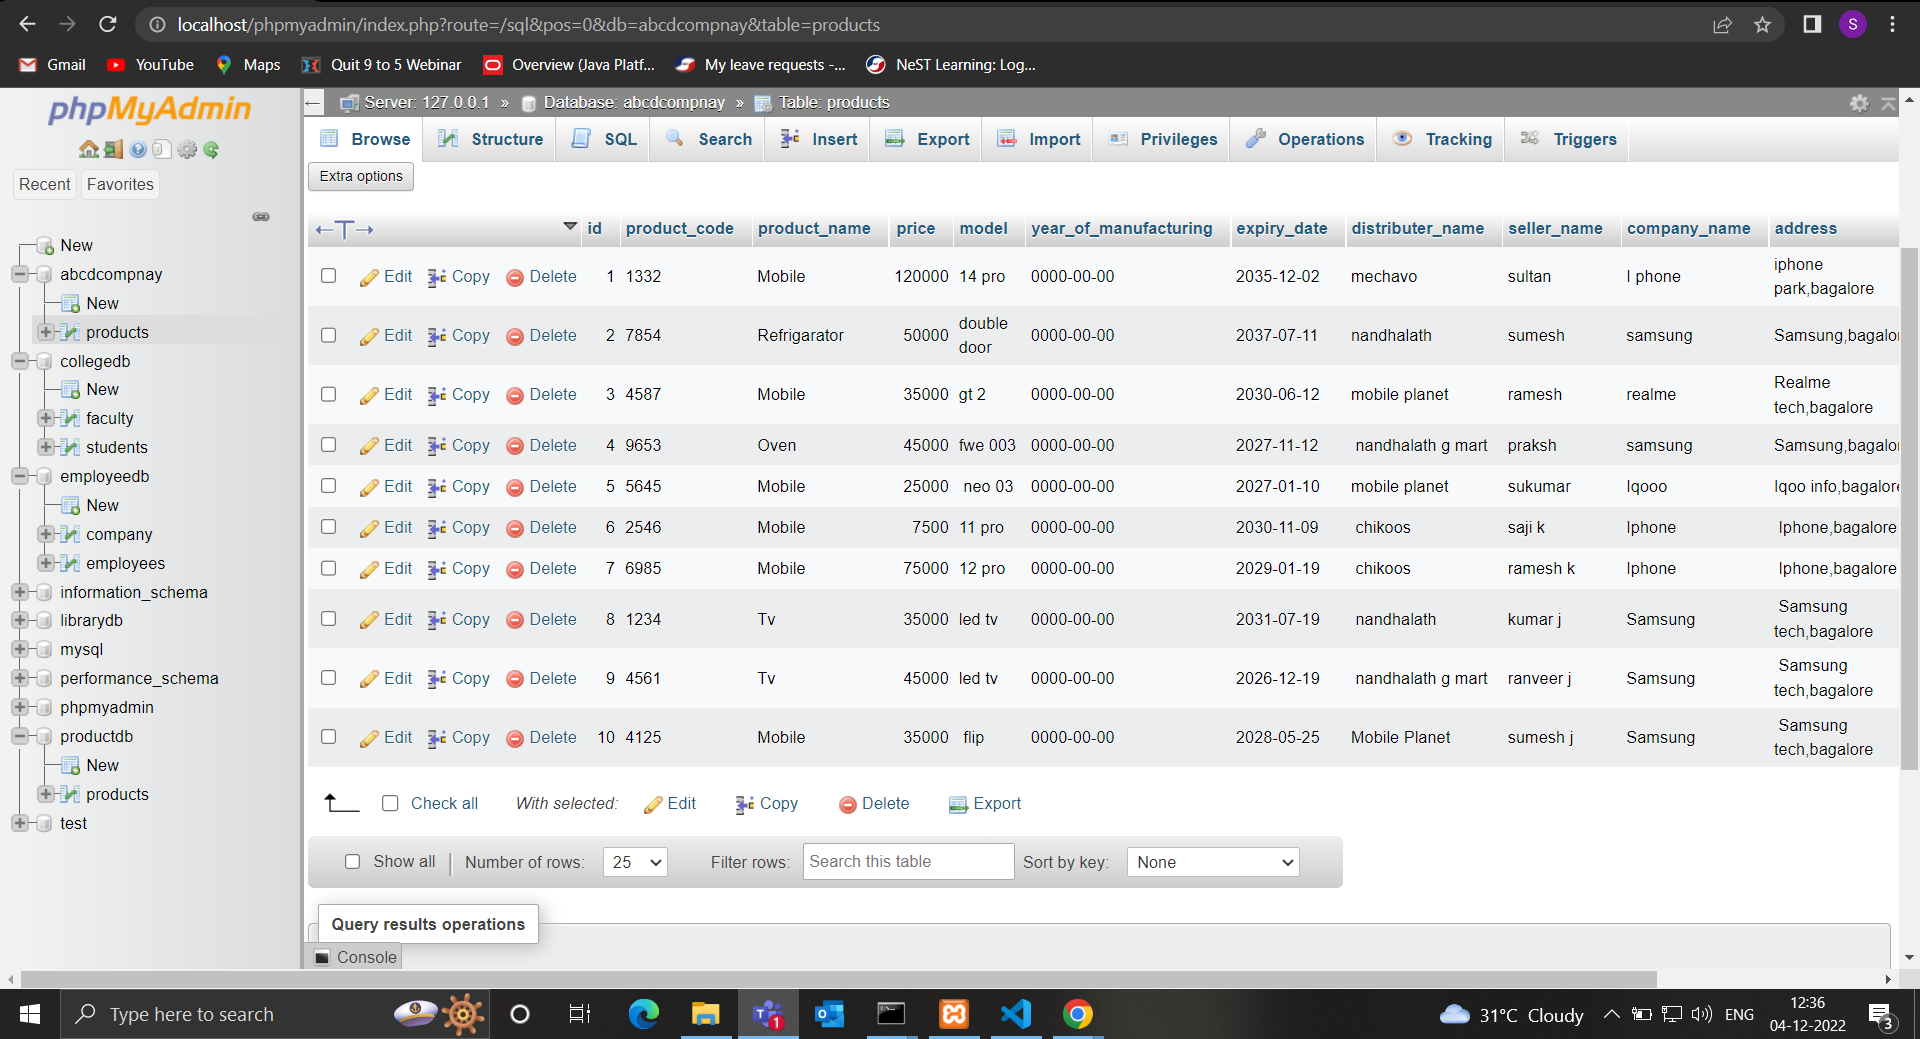 localhost/phpmyadmin/index.php?route=/sql&pos=0&db=abcdcompnay&table=products
S
Gmail YouTube Maps Quit 9 to 5 Webinar Overview (Java Platf... My leave requests -... NeST Learning: Log...
phpMyAdmin
Recent Favorites
New
abcdcompnay
New
products
collegedb
New
faculty
students
employeedb
New
company
employees
information_schema
librarydb
mysql
performance_schema
phpmyadmin
productdb
New
products
test
Server: 127.0.0.1 » Database: abcdcompnay » Table: products
Browse Structure SQL Search Insert Export Import Privileges Operations Tracking Triggers
Extra options
←T→ id product_code product_name price model year_of_manufacturing expiry_date distributer_name seller_name company_name address
Edit Copy Delete 1 1332 Mobile 120000 14 pro 0000-00-00 2035-12-02 mechavo sultan I phone iphone
park,bagalore
Edit Copy Delete 2 7854 Refrigarator 50000 double
door 0000-00-00 2037-07-11 nandhalath sumesh samsung Samsung,bagalo
Edit Copy Delete 3 4587 Mobile 35000 gt 2 0000-00-00 2030-06-12 mobile planet ramesh realme Realme
tech,bagalore
Edit Copy Delete 4 9653 Oven 45000 fwe 003 0000-00-00 2027-11-12 nandhalath g mart praksh samsung Samsung,bagalo
Edit Copy Delete 5 5645 Mobile 25000 neo 03 0000-00-00 2027-01-10 mobile planet sukumar Iqooo Iqoo info,bagalore
Edit Copy Delete 6 2546 Mobile 7500 11 pro 0000-00-00 2030-11-09 chikoos saji k Iphone Iphone,bagalore
Edit Copy Delete 7 6985 Mobile 75000 12 pro 0000-00-00 2029-01-19 chikoos ramesh k Iphone Iphone,bagalore
Edit Copy Delete 8 1234 Tv 35000 led tv 0000-00-00 2031-07-19 nandhalath kumar j Samsung Samsung
tech,bagalore
Edit Copy Delete 9 4561 Tv 45000 led tv 0000-00-00 2026-12-19 nandhalath g mart ranveer j Samsung Samsung
tech,bagalore
Edit Copy Delete 10 4125 Mobile 35000 flip 0000-00-00 2028-05-25 Mobile Planet sumesh j Samsung Samsung
tech,bagalore
Check all With selected: Edit Copy Delete Export
Show all Number of rows: 25 Filter rows: Search this table Sort by key: None
Query results operations
Console
Type here to search
1
31°C Cloudy ENG
12:36
04-12-2022
3